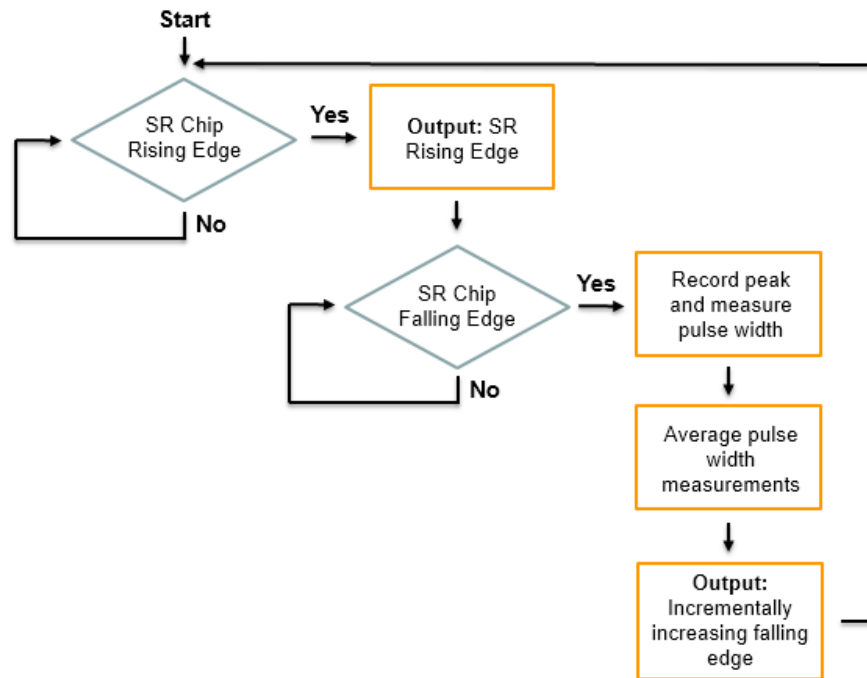 Start
SR Chip
Rising Edge
Yes
No
Output: SR
Rising Edge
SR Chip
Falling Edge
Yes
No
Record peak
and measure
pulse width
Average pulse
width
measurements
Output:
Incrementally
increasing falling
edge